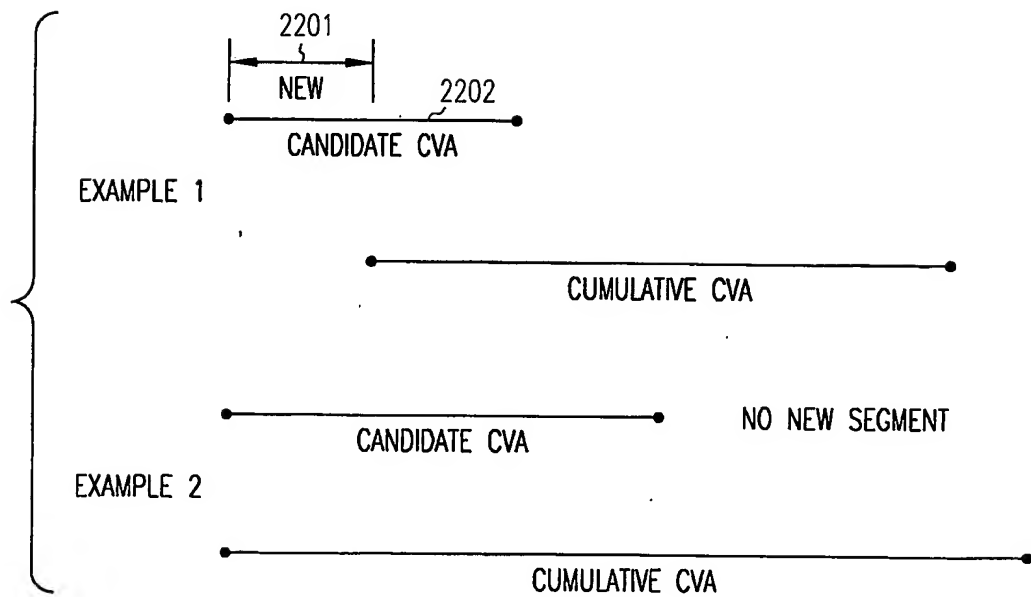 2201
NEW
2202
CANDIDATE CVA
EXAMPLE 1
CUMULATIVE CVA
CANDIDATE CVA
NO NEW SEGMENT
EXAMPLE 2
CUMULATIVE CVA